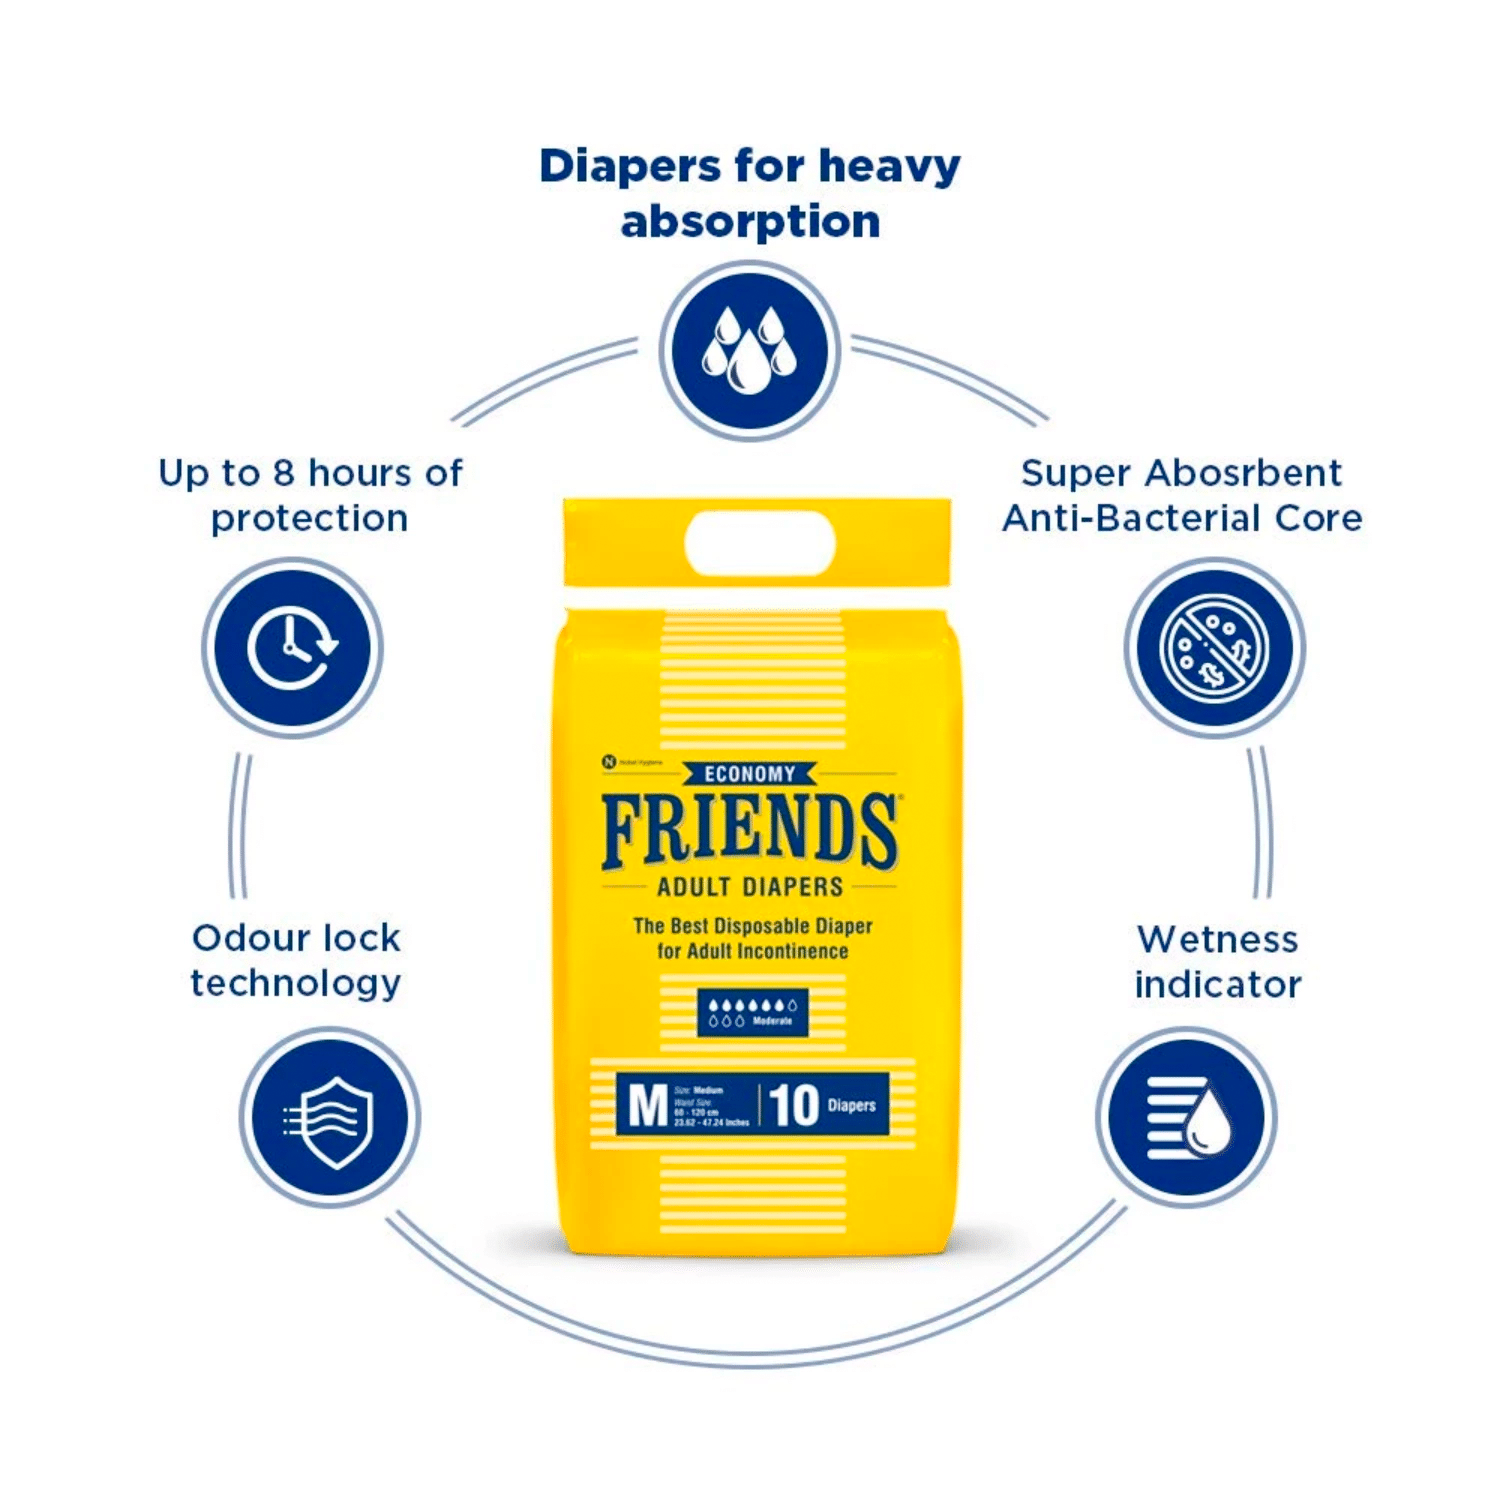 Diapers for heavy
absorption
Up to 8 hours of
protection
Super Abosrbent
Anti-Bacterial Core
N Nobel Hygiene
ECONOMY
FRIENDS®
ADULT DIAPERS
The Best Disposable Diaper
for Adult Incontinence
Moderate
M
Size: Medium
Waist Size:
60 - 120 cm
23.62 - 47.24 Inches
10 Diapers
Odour lock
technology
Wetness
indicator